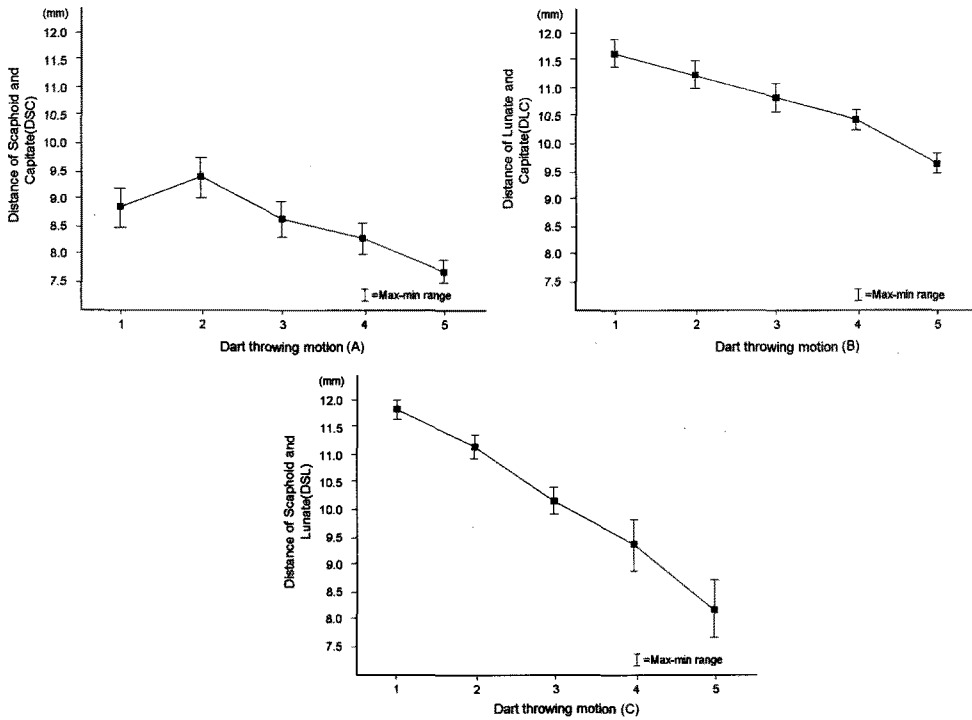 (mm)
12.0
11.5
11.0
10.5
10.0
9.5
9.0
8.5
8.0
7.5
Distance of Scaphoid and
Capitate(DSC)
=Max-min range
1 2 3 4 5
Dart throwing motion (A)
(mm)
12.0
11.5
11.0
10.5
10.0
9.5
9.0
8.5
8.0
7.5
Distance of Lunate and
Capitate(DLC)
=Max-min range
1 2 3 4 5
Dart throwing motion (B)
(mm)
12.0
11.5
11.0
10.5
10.0
9.5
9.0
8.5
8.0
7.5
Distance of Scaphoid and
Lunate(DSL)
=Max-min range
1 2 3 4 5
Dart throwing motion (C)